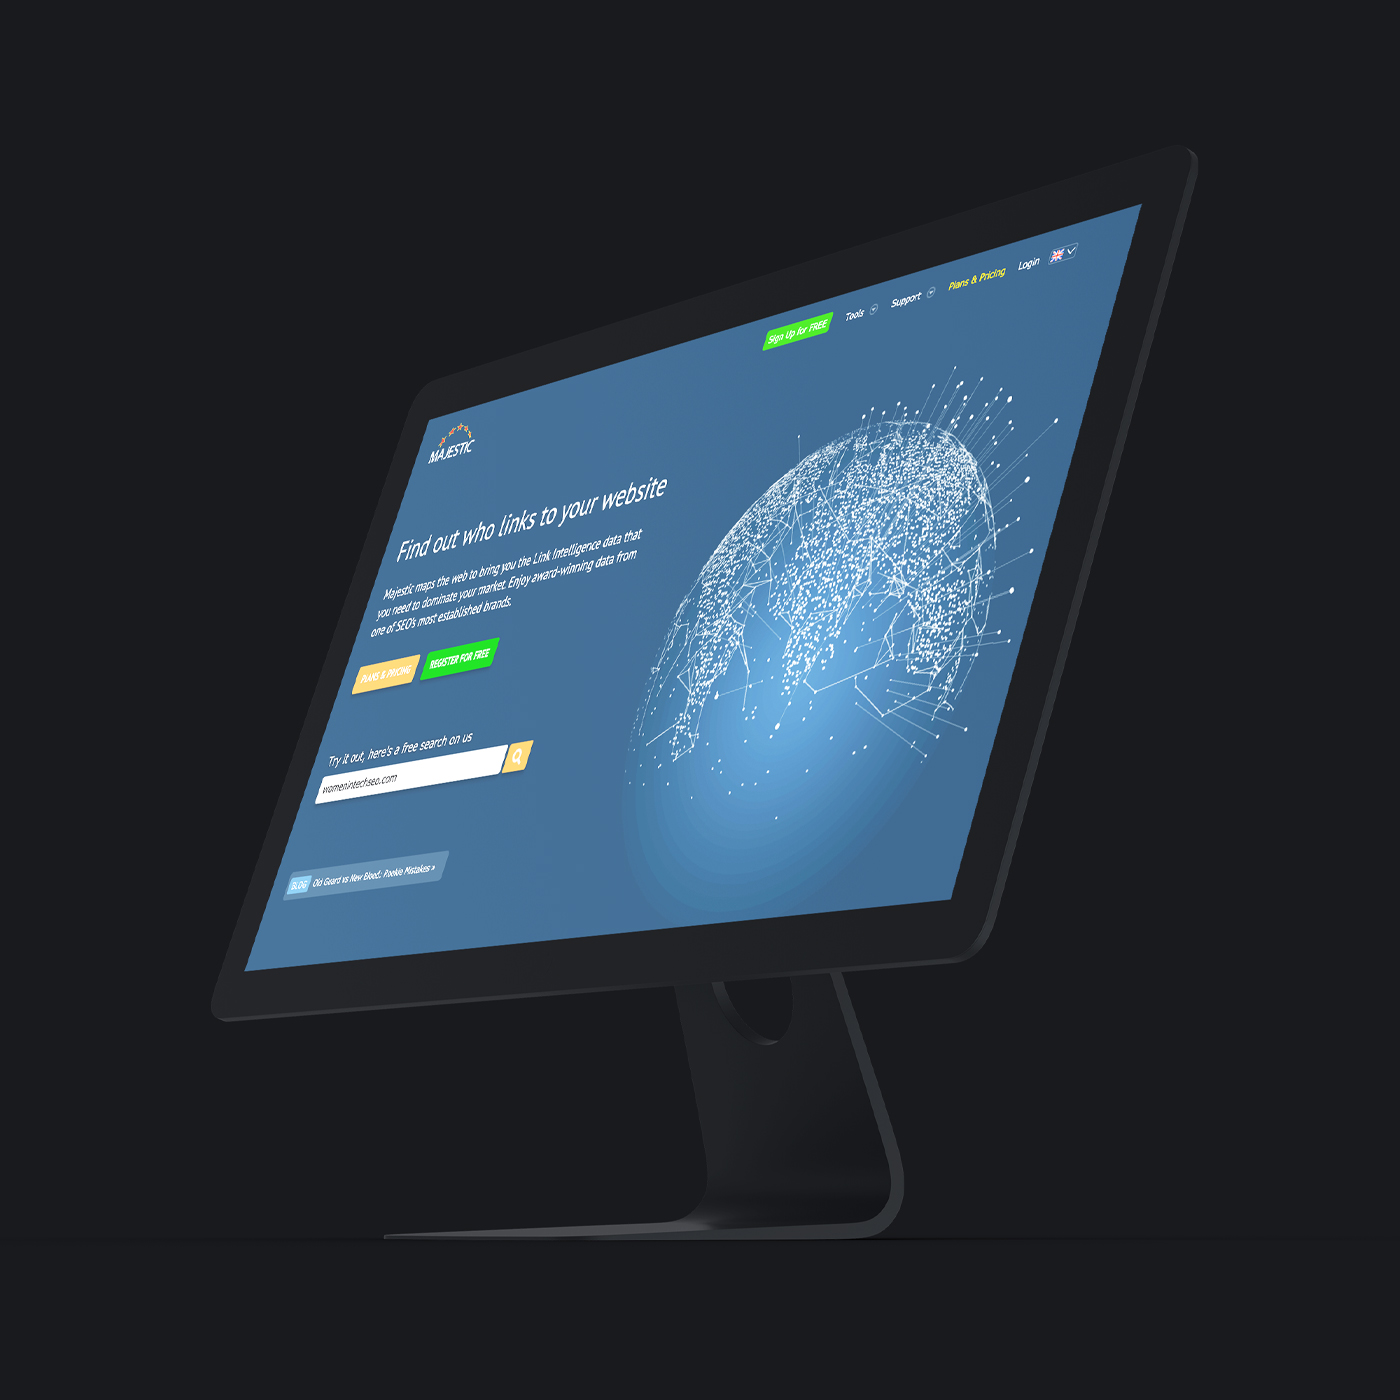 Sign Up for FREE
Tools
Support
Plans & Pricing
Login
MAJESTIC
Find out who links to your website
Majestic maps the web to bring you the Link Intelligence data that
you need to dominate your market. Enjoy award-winning data from
one of SEO's most established brands.
PLANS & PRICING
REGISTER FOR FREE
Try it out, here's a free search on us
womenintechseo.com
BLOG Old Guard vs New Blood: Rookie Mistakes »